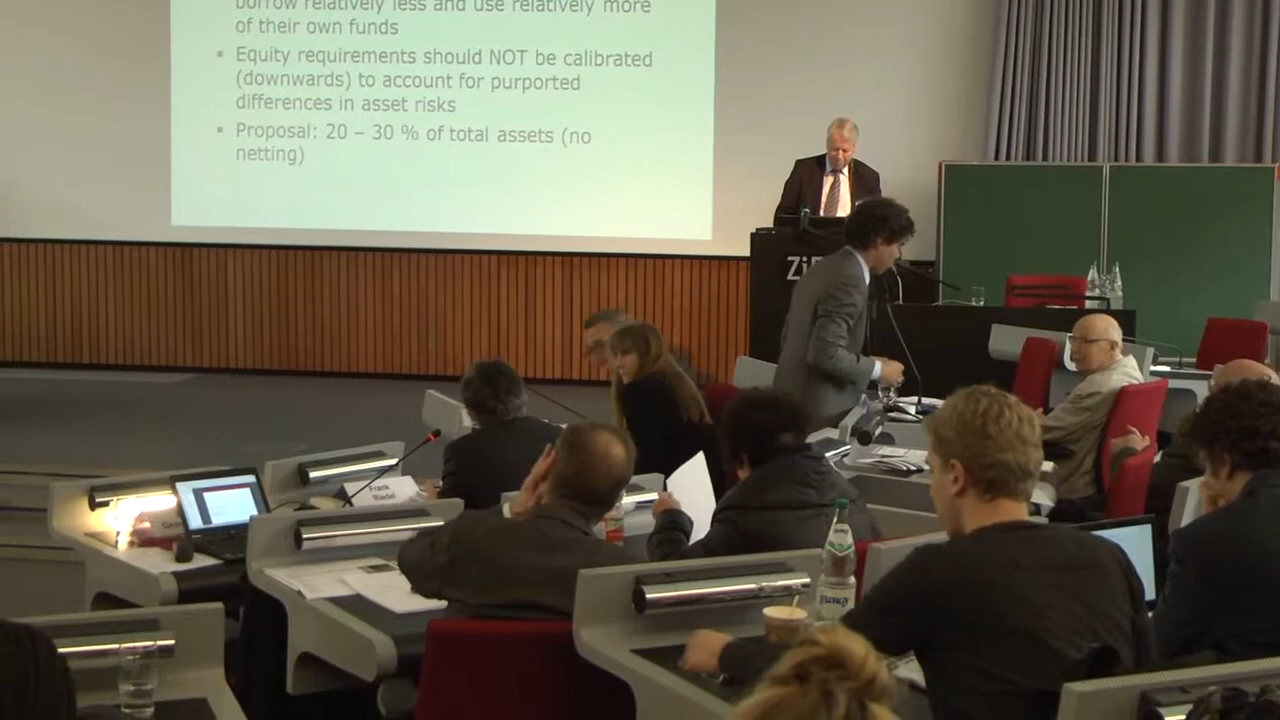 borrow relatively less and use relatively more
of their own funds
▪ Equity requirements should NOT be calibrated
(downwards) to account for purported
differences in asset risks
▪ Proposal: 20 – 30 % of total assets (no
netting)
Frank
Riedel